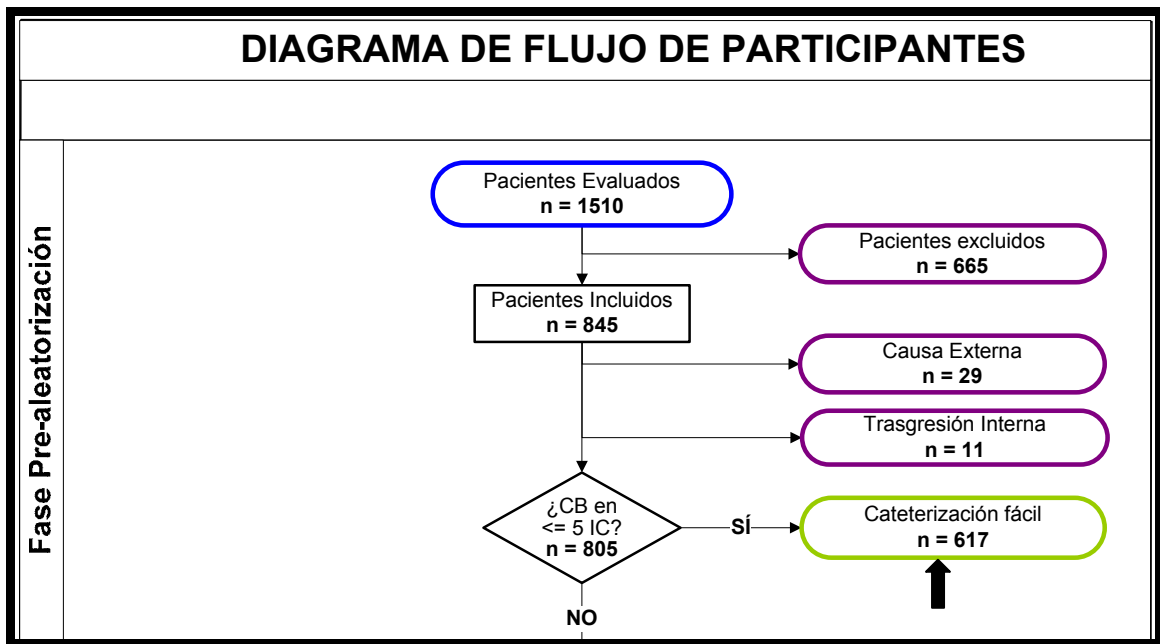 DIAGRAMA DE FLUJO DE PARTICIPANTES
Fase Pre-aleatorización
Pacientes Evaluados
n = 1510
Pacientes excluidos
n = 665
Pacientes Incluidos
n = 845
Causa Externa
n = 29
Trasgresión Interna
n = 11
¿CB en
<= 5 IC?
n = 805
SÍ
Cateterización fácil
n = 617
NO